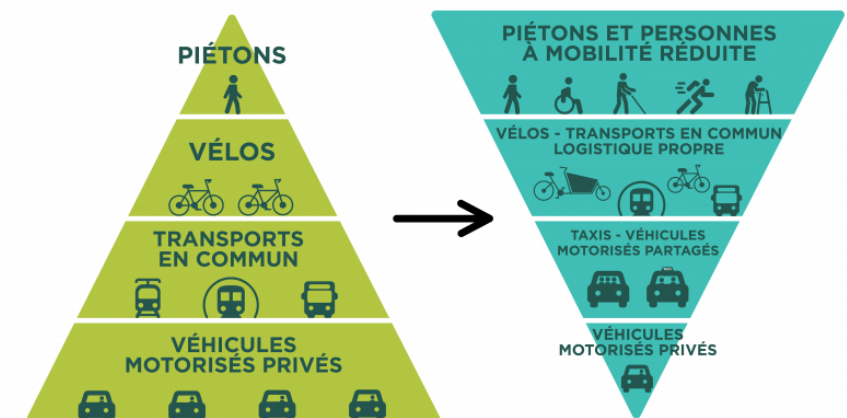 PIÉTONS
VÉLOS
TRANSPORTS
EN COMMUN
VÉHICULES
MOTORISÉS PRIVÉS
PIÉTONS ET PERSONNES
À MOBILITÉ RÉDUITE
VÉLOS - TRANSPORTS EN COMMUN
LOGISTIQUE PROPRE
TAXIS - VÉHICULES
MOTORISÉS PARTAGÉS
VÉHICULES
MOTORISÉS PRIVÉS